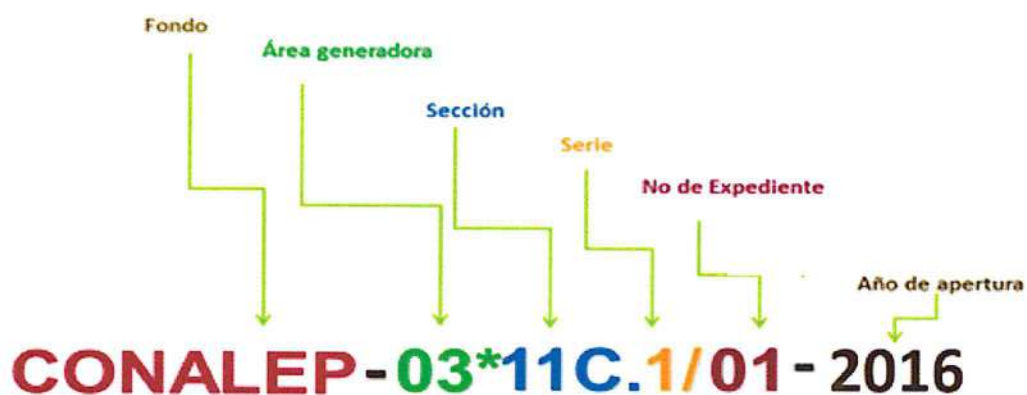 Fondo
Área generadora
Sección
Serie
No de Expediente
Año de apertura
CONALEP-03*11C.1/01-2016